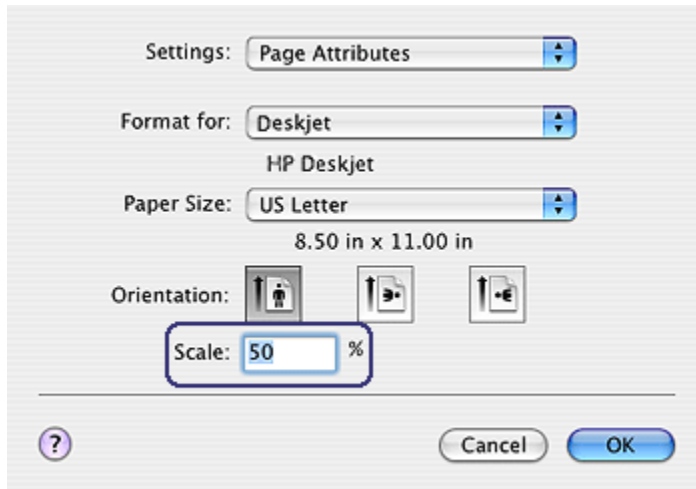 Settings: Page Attributes
Format for: Deskjet
HP Deskjet
Paper Size: US Letter
8.50 in x 11.00 in
Orientation:
Scale: 50 %
?
Cancel OK